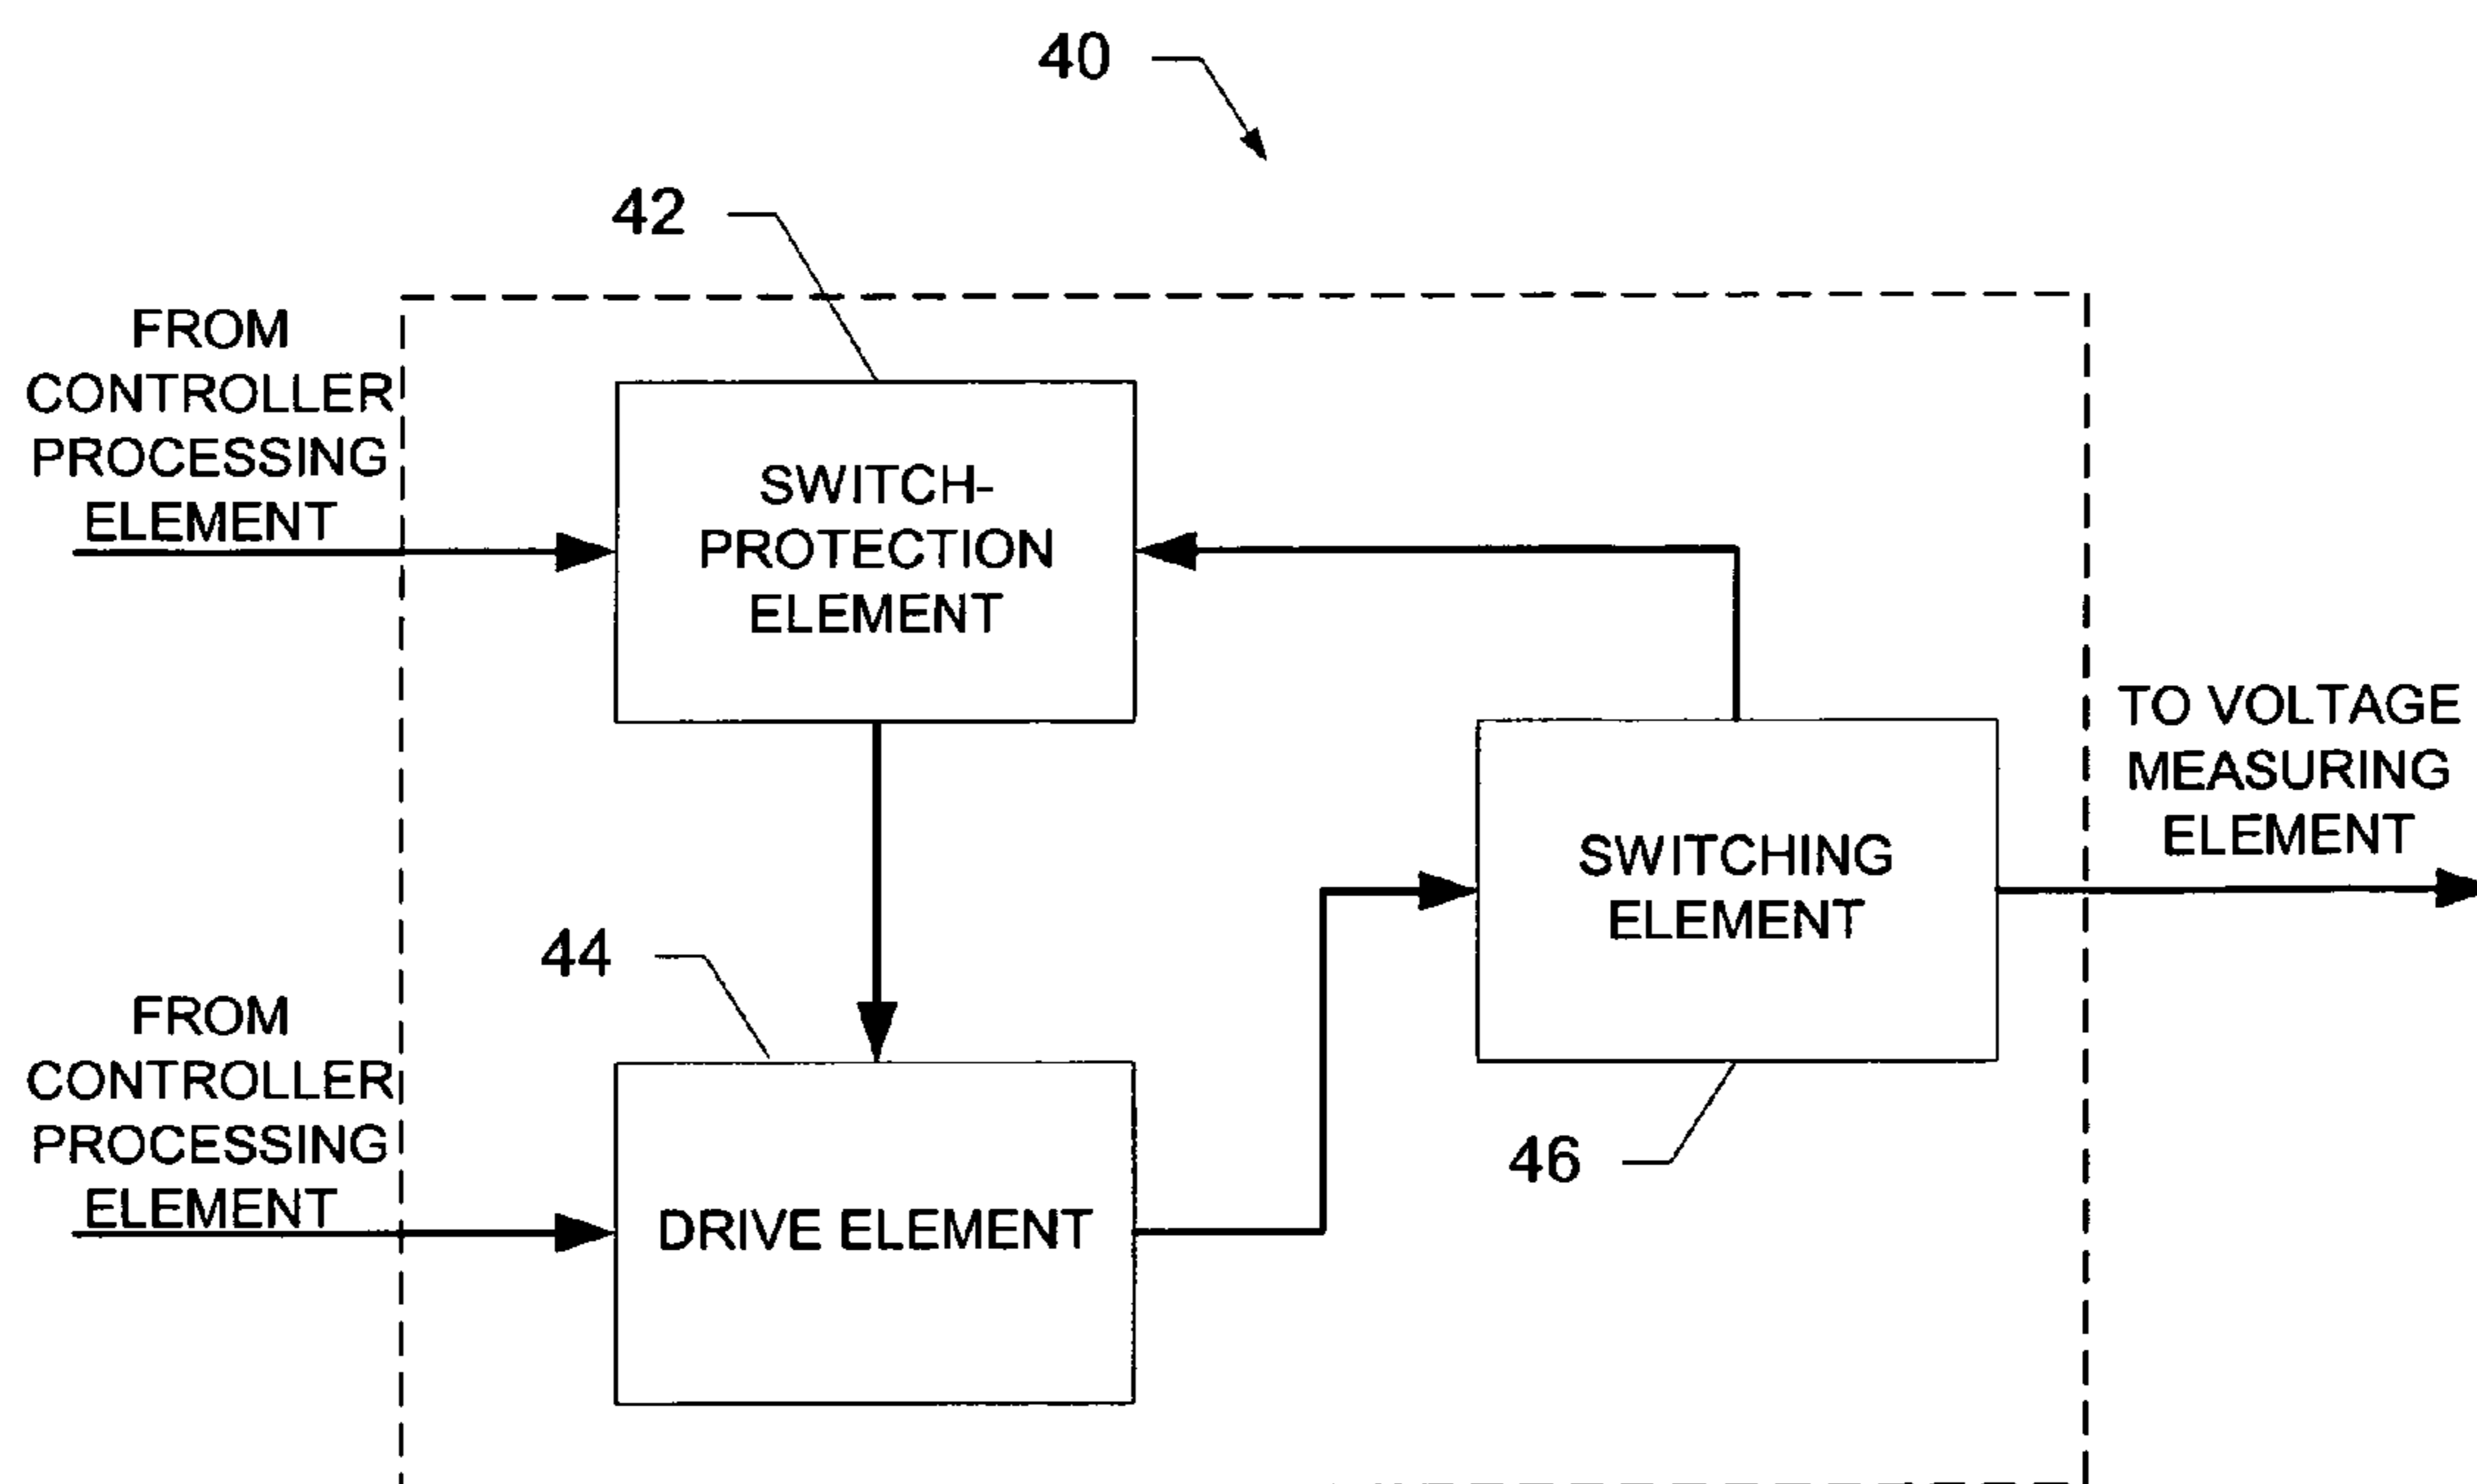 40
42
FROM
CONTROLLER
PROCESSING
ELEMENT
SWITCH-
PROTECTION
ELEMENT
TO VOLTAGE
MEASURING
ELEMENT
SWITCHING
ELEMENT
44
FROM
CONTROLLER
PROCESSING
ELEMENT
46
DRIVE ELEMENT